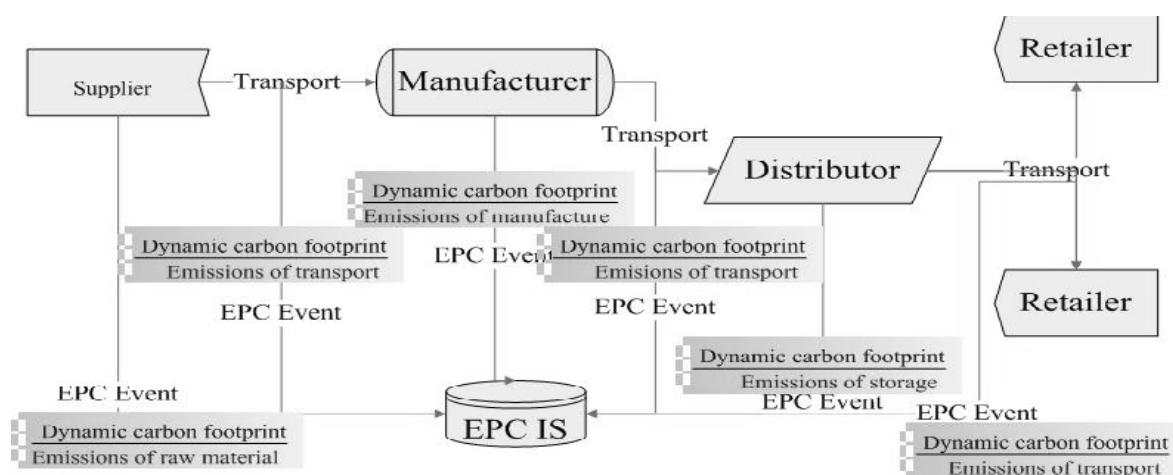 Retailer
Supplier
Transport
Manufacturer
Transport
Distributor
Transport
Dynamic carbon footprint
Emissions of manufacture
EPC Event
Dynamic carbon footprint
Emissions of transport
EPC Event
Dynamic carbon footprint
Emisions of transport
EPC Event
Retailer
Dynamic carbon footprint
Emissions of storage
EPC Event
EPC Event
Dynamic carbon footprint
Emissions of raw material
EPC IS
EPC Event
Dynamic carbon footprint
Emissions of transport